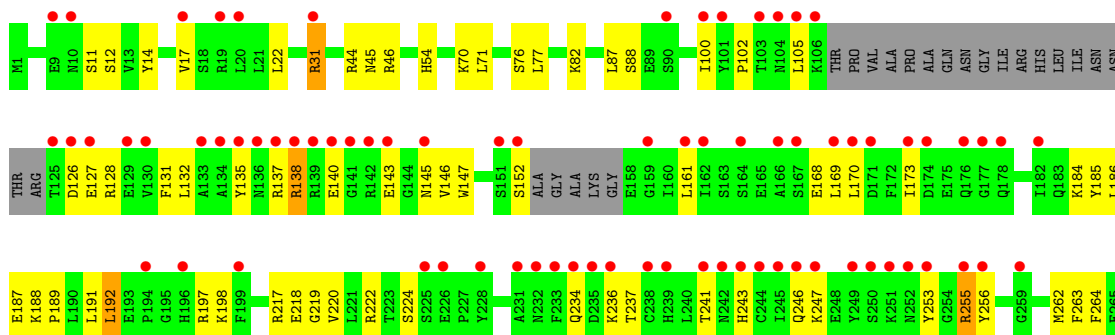 M1 E9 N10 S11 S12 V13 Y14 V17 S18 R19 L20 L21 L22 R31 R44 N45 R46 H54 K70 L71 S76 L77 K82 L87 S88 E89 S90 I100 Y101 P102 T103 N104 L105 K106 THR PRO VAL ALA PRO ALA GLN ASN GLY ILE ARG HIS LEU ILE ASN ASN
THR ARG T125 D126 E127 R128 E129 V130 F131 L132 A133 A134 Y135 N136 R137 R138 R139 E140 G141 R142 E143 G144 N145 V146 W147 S151 S152 ALA GLY ALA LYS GLY E158 G159 I160 L161 I162 S163 S164 E165 A166 S167 E168 L169 L170 D171 F172 I173 D174 E175 Q176 G177 Q178 I182 Q183 K184 Y185 L186
E187 K188 P189 L190 L191 L192 E193 P194 G195 H196 R197 K198 F199 R217 E218 G219 V220 L221 R222 T223 S224 S225 E226 P227 Y228 A231 N232 F233 Q234 D235 K236 T237 C238 H239 L240 T241 N242 H243 C244 I245 Q246 K247 E248 Y249 S250 K251 N252 Y253 G254 R255 Y256 G259 M262 F263 F264